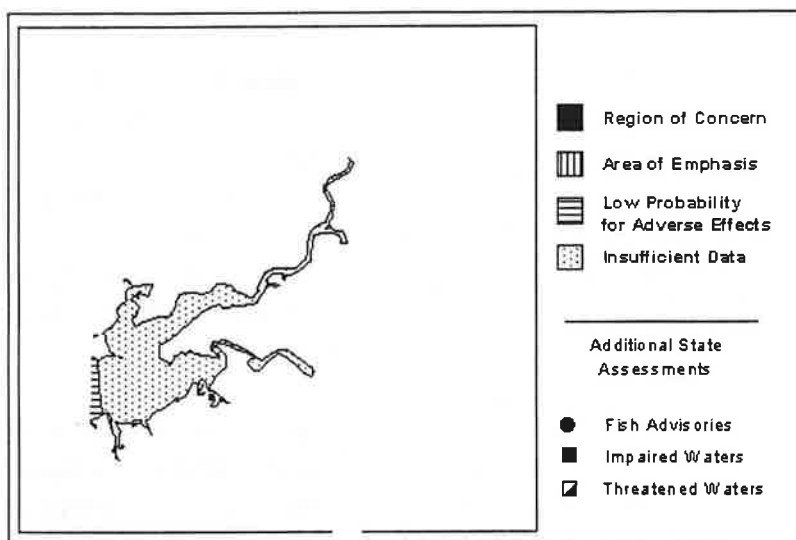 Region of Concern
Area of Emphasis
Low Probability
for Adverse Effects
Insufficient Data
Additional State
Assessments
Fish Advisories
Impaired Waters
Threatened Waters